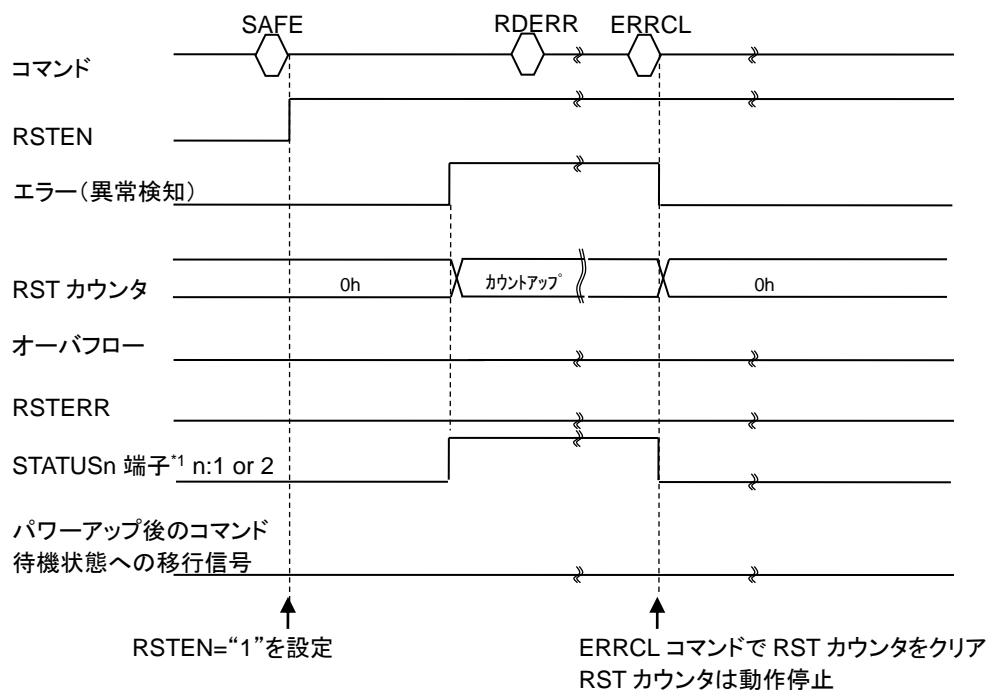 SAFE RDERR ERRCL
コマンド
RSTEN
エラー（異常検知）
RST カウンタ 0h カウントアップ 0h
オーバフロー
RSTERR
STATUSn 端子*1 n:1 or 2
パワーアップ後のコマンド
待機状態への移行信号
RSTEN=“1”を設定
ERRCL コマンドで RST カウンタをクリア
RST カウンタは動作停止